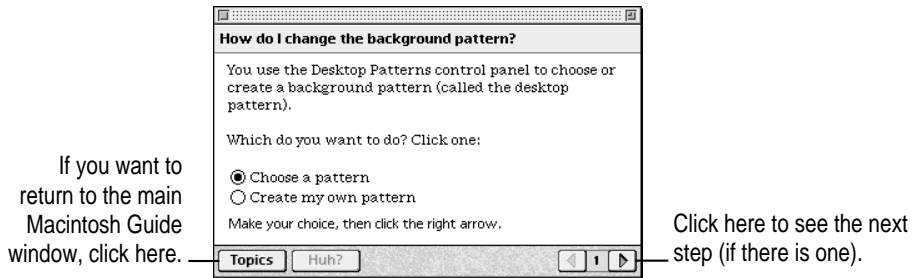 How do I change the background pattern?
You use the Desktop Patterns control panel to choose or
create a background pattern (called the desktop
pattern).
Which do you want to do? Click one:
Choose a pattern
Create my own pattern
Make your choice, then click the right arrow.
Topics Huh? 1
If you want to
return to the main
Macintosh Guide
window, click here.
Click here to see the next
step (if there is one).